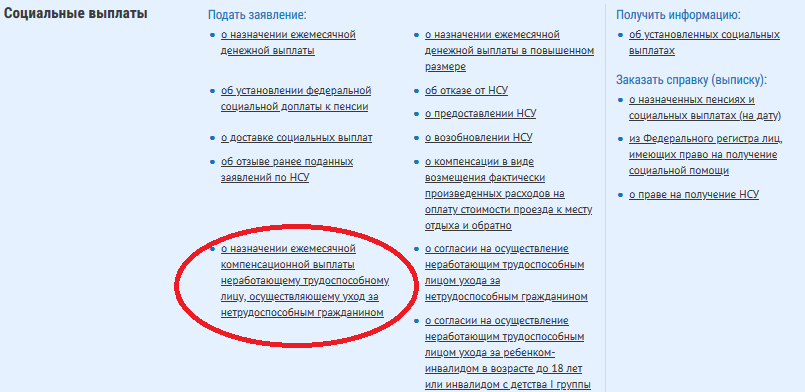 Социальные выплаты
Подать заявление:
о назначении ежемесячной
денежной выплаты
об установлении федеральной
социальной доплаты к пенсии
о доставке социальных выплат
об отзыве ранее поданных
заявлений по НСУ
о назначении ежемесячной
компенсационной выплаты
неработающему трудоспособному
лицу, осуществляющему уход за
нетрудоспособным гражданином
о назначении ежемесячной
денежной выплаты в повышенном
размере
об отказе от НСУ
о предоставлении НСУ
о возобновлении НСУ
о компенсации в виде
возмещения фактически
произведенных расходов на
оплату стоимости проезда к месту
отдыха и обратно
о согласии на осуществление
неработающим трудоспособным
лицом ухода за
нетрудоспособным гражданином
о согласии на осуществление
неработающим трудоспособным
лицом ухода за ребенком-
инвалидом в возрасте до 18 лет
или инвалидом с детства I группы
Получить информацию:
об установленных социальных
выплатах
Заказать справку (выписку):
о назначенных пенсиях и
социальных выплатах (на дату)
из Федерального регистра лиц,
имеющих право на получение
социальной помощи
о праве на получение НСУ